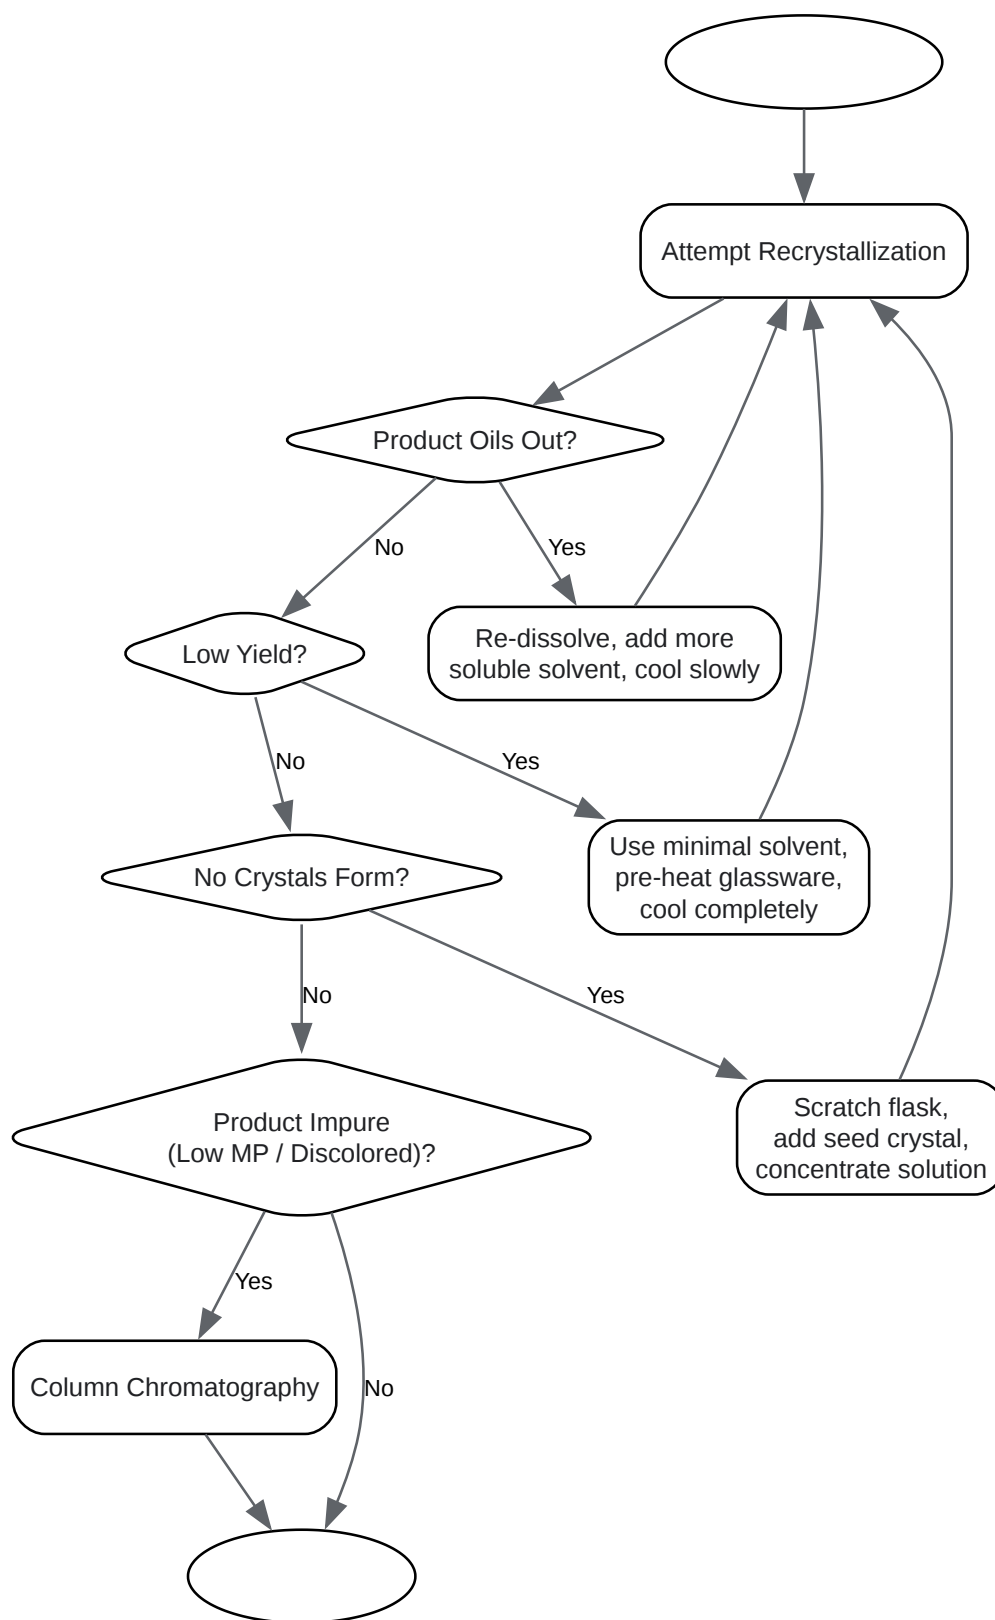 Attempt Recrystallization
Product Oils Out?
No
Yes
Low Yield?
Re-dissolve, add more
soluble solvent, cool slowly
No
Yes
Use minimal solvent,
pre-heat glassware,
cool completely
No Crystals Form?
No
Yes
Scratch flask,
add seed crystal,
concentrate solution
Product Impure
(Low MP / Discolored)?
Yes
Column Chromatography
No